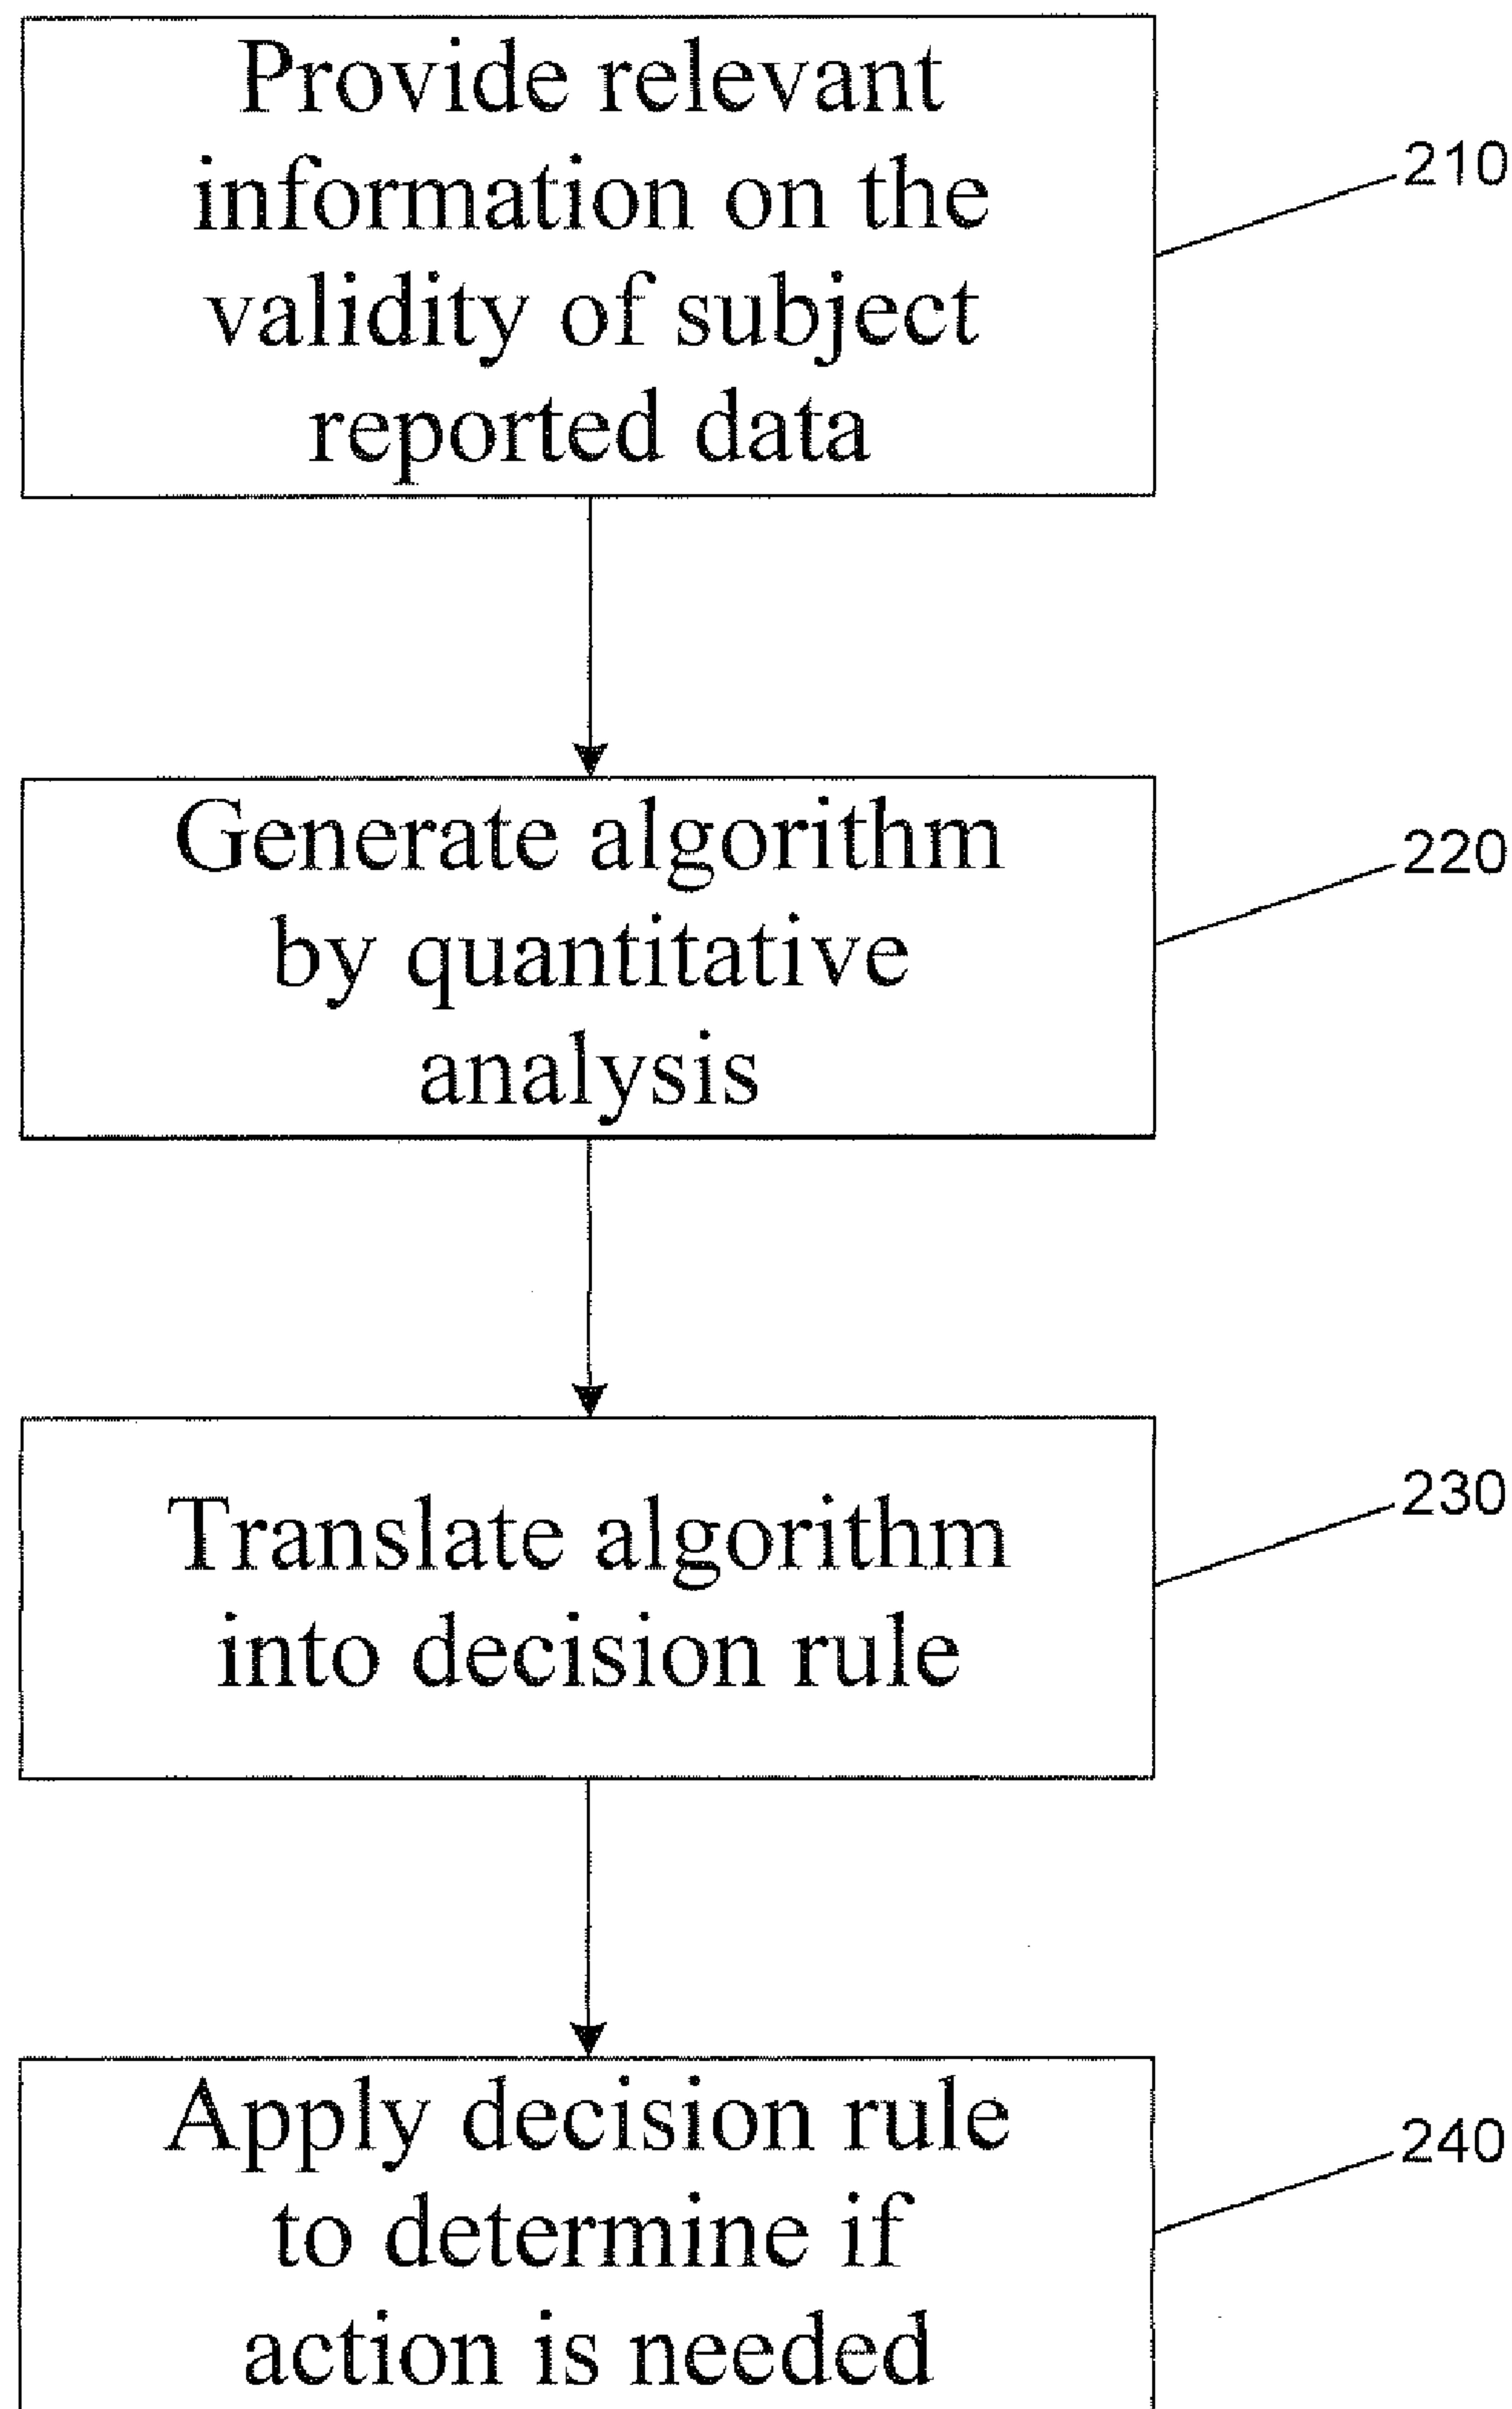 Provide relevant
information on the
validity of subject
reported data
210
Generate algorithm
by quantitative
analysis
220
Translate algorithm
into decision rule
230
Apply decision rule
to determine if
action is needed
240